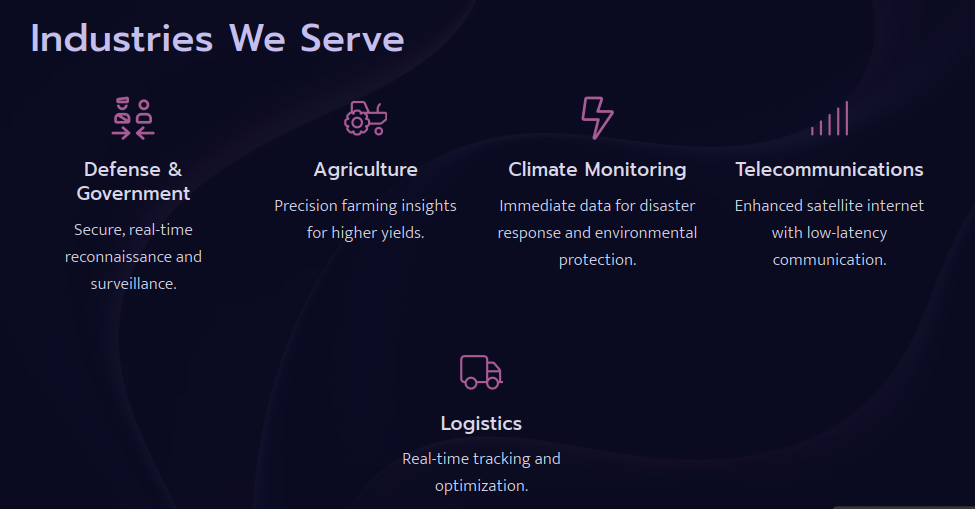 Industries We Serve
Defense &
Government
Secure, real-time
reconnaissance and
surveillance.
Agriculture
Precision farming insights
for higher yields.
Climate Monitoring
Immediate data for disaster
response and environmental
protection.
Telecommunications
Enhanced satellite internet
with low-latency
communication.
Logistics
Real-time tracking and
optimization.